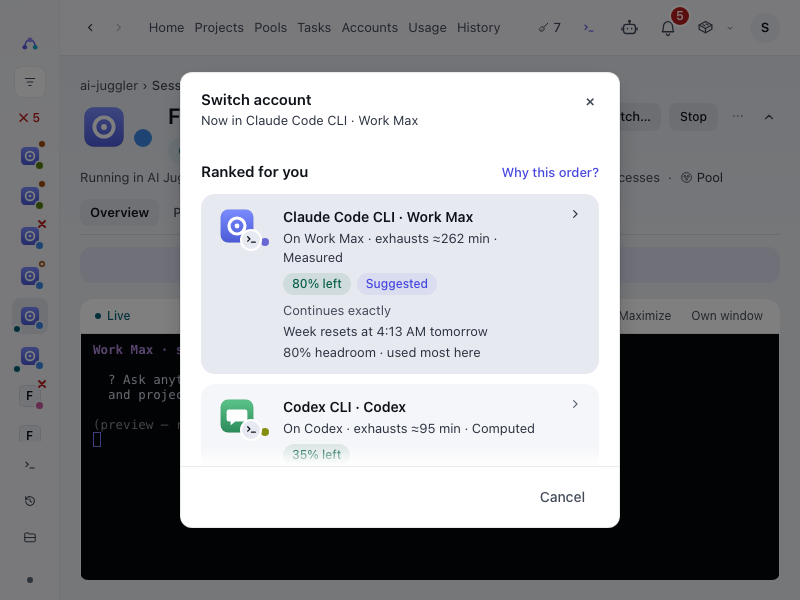 Home Projects Pools Tasks Accounts Usage History 7 >_ 5 S
ai-juggler › Sess
5
F
tch... Stop ...
Running in AI Jug
cesses · Pool
Overview P
Live
Maximize Own window
Work Max · s
? Ask anyt
and projec
(preview — r
F
F
>_
Switch account
×
Now in Claude Code CLI · Work Max
Ranked for you
Why this order?
Claude Code CLI · Work Max
On Work Max · exhausts ≈262 min ·
Measured
80% left Suggested
Continues exactly
Week resets at 4:13 AM tomorrow
80% headroom · used most here
Codex CLI · Codex
On Codex · exhausts ≈95 min · Computed
35% left
Cancel